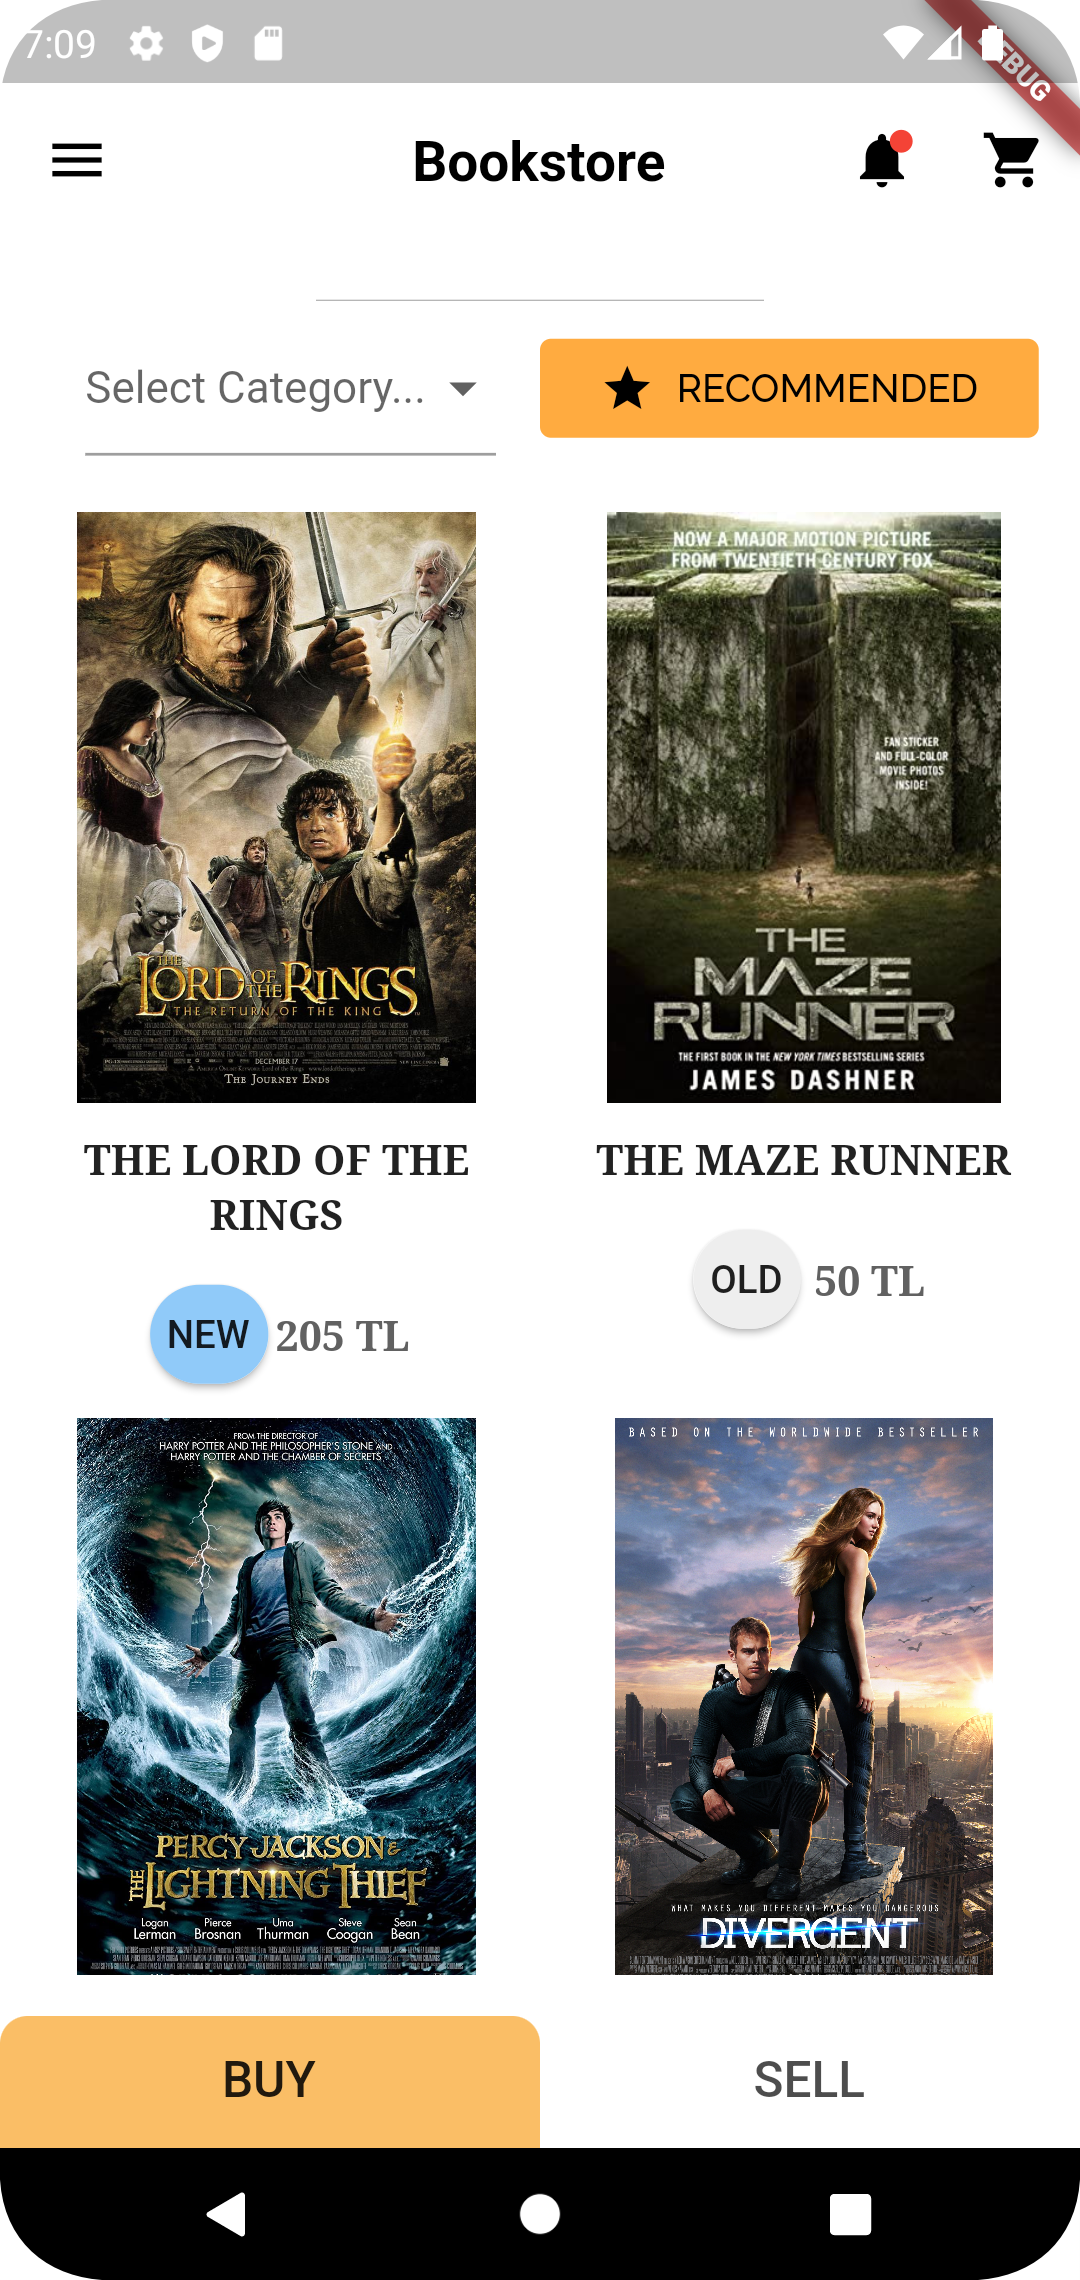 7:09
Bookstore
Select Category...
RECOMMENDED
THE
LORD OF THE RINGS
THE RETURN OF THE KING
DECEMBER 17
THE JOURNEY ENDS
NOW A MAJOR MOTION PICTURE
FROM TWENTIETH CENTURY FOX
FAN STICKER
AND FULL-COLOR
MOVIE PHOTOS
INSIDE!
THE
MAZE
RUNNER
THE FIRST BOOK IN THE NEW YORK TIMES BESTSELLING SERIES
JAMES DASHNER
THE LORD OF THE
RINGS
NEW 205 TL
THE MAZE RUNNER
OLD 50 TL
FROM THE DIRECTOR OF
HARRY POTTER AND THE PHILOSOPHER'S STONE AND
HARRY POTTER AND THE CHAMBER OF SECRETS
PERCY JACKSON &
THE LIGHTNING THIEF
Logan Lerman
Pierce Brosnan
Uma Thurman
Steve Coogan
Sean Bean
BASED ON THE WORLDWIDE BESTSELLER
WHAT MAKES YOU DIFFERENT MAKES YOU DANGEROUS
DIVERGENT
BUY
SELL